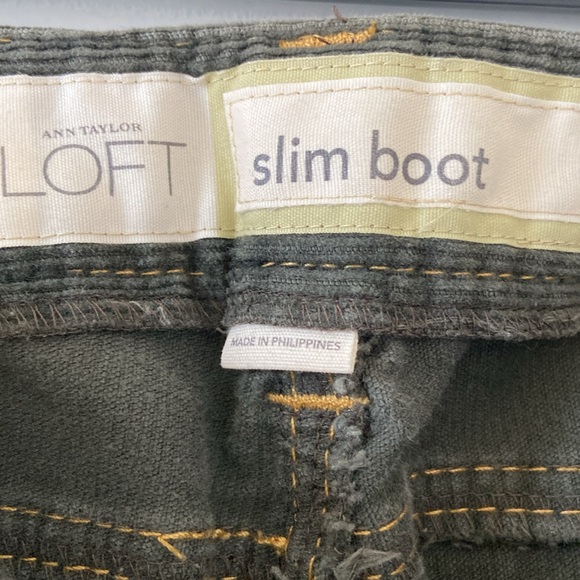 ANN TAYLOR
LOFT
slim boot
MADE IN PHILIPPINES